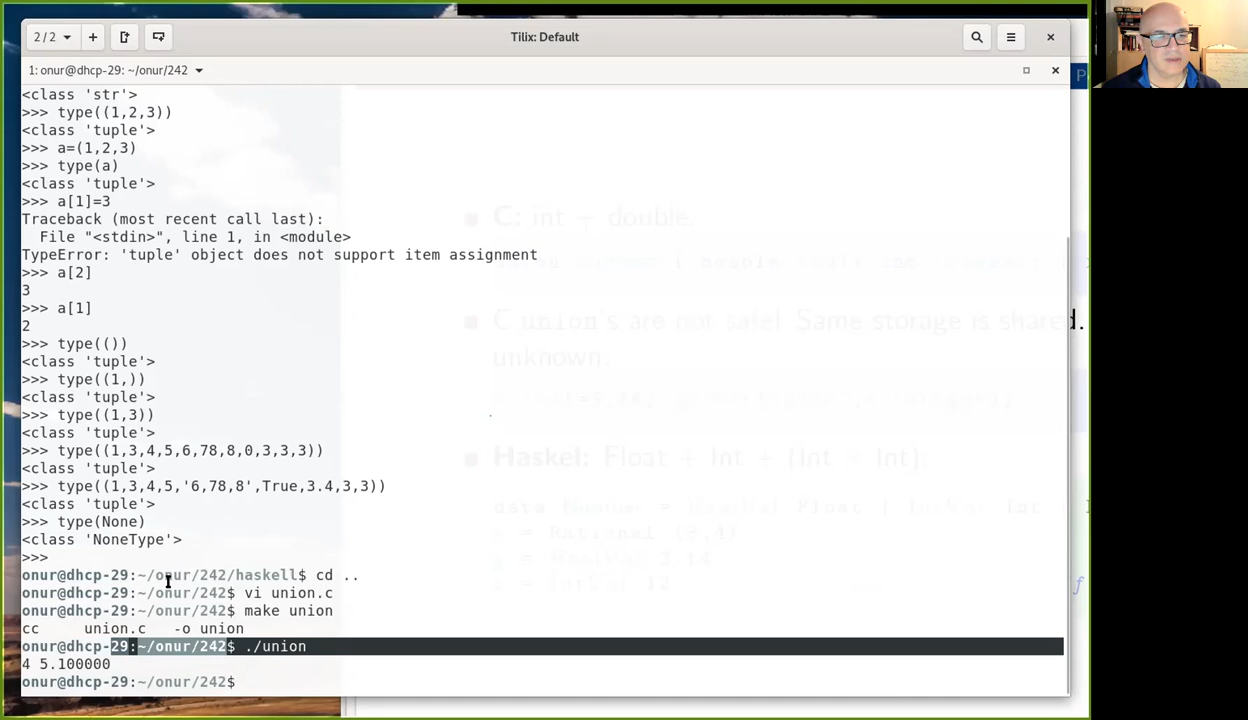 2 / 2
Tilix: Default
1: onur@dhcp-29: ~/onur/242
<class 'str'>
>>> type((1,2,3))
<class 'tuple'>
>>> a=(1,2,3)
>>> type(a)
<class 'tuple'>
>>> a[1]=3
Traceback (most recent call last):
  File "<stdin>", line 1, in <module>
TypeError: 'tuple' object does not support item assignment
>>> a[2]
3
>>> a[1]
2
>>> type(())
<class 'tuple'>
>>> type((1,))
<class 'tuple'>
>>> type((1,3))
<class 'tuple'>
>>> type((1,3,4,5,6,78,8,0,3,3,3))
<class 'tuple'>
>>> type((1,3,4,5,'6,78,8',True,3.4,3,3))
<class 'tuple'>
>>> type(None)
<class 'NoneType'>
>>>
onur@dhcp-29:~/onur/242/haskell$ cd ..
onur@dhcp-29:~/onur/242$ vi union.c
onur@dhcp-29:~/onur/242$ make union
cc     union.c   -o union
onur@dhcp-29:~/onur/242$ ./union
4 5.100000
onur@dhcp-29:~/onur/242$
C: int + double.
C union's are not safe! Same storage is shared.
unknown.
Haskel: Float + Int + (Int × Int);
= Rational (3,4)
= 3.14
= 12